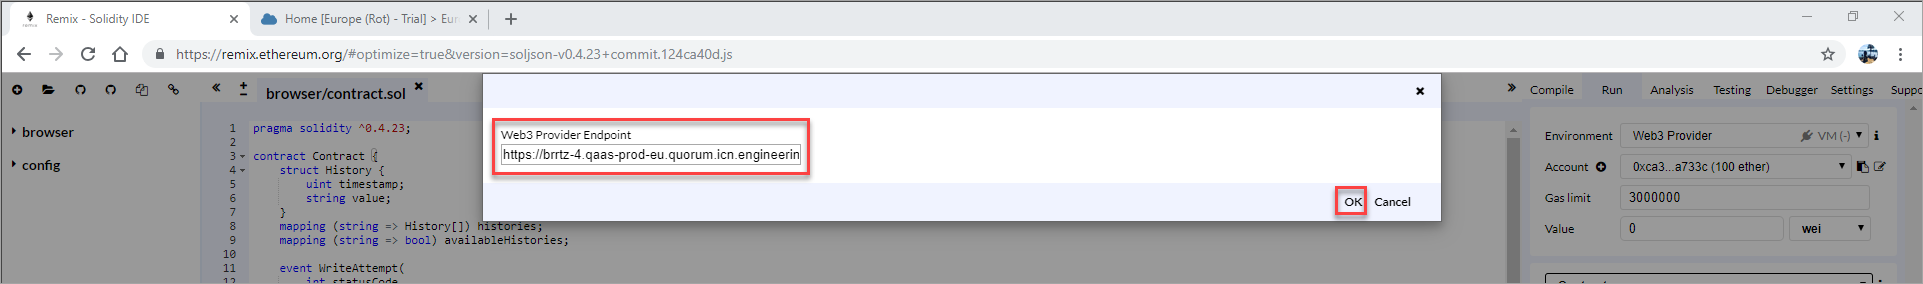 Remix - Solidity IDE
Home [Europe (Rot) - Trial] > Eur
https://remix.ethereum.org/#optimize=true&version=soljson-v0.4.23+commit.124ca40d.js
browser/contract.sol
browser
config
1 pragma solidity ^0.4.23;
2
3 contract Contract {
4 struct History {
5 uint timestamp;
6 string value;
7 }
8 mapping (string => History[]) histories;
9 mapping (string => bool) availableHistories;
10
11 event WriteAttempt(
12 int statusCode
Web3 Provider Endpoint
https://brrtz-4.qaas-prod-eu.quorum.icn.engineerin
OK Cancel
Compile Run Analysis Testing Debugger Settings Suppo
Environment Web3 Provider VM (-) i
Account 0xca3...a733c (100 ether)
Gas limit 3000000
Value 0 wei